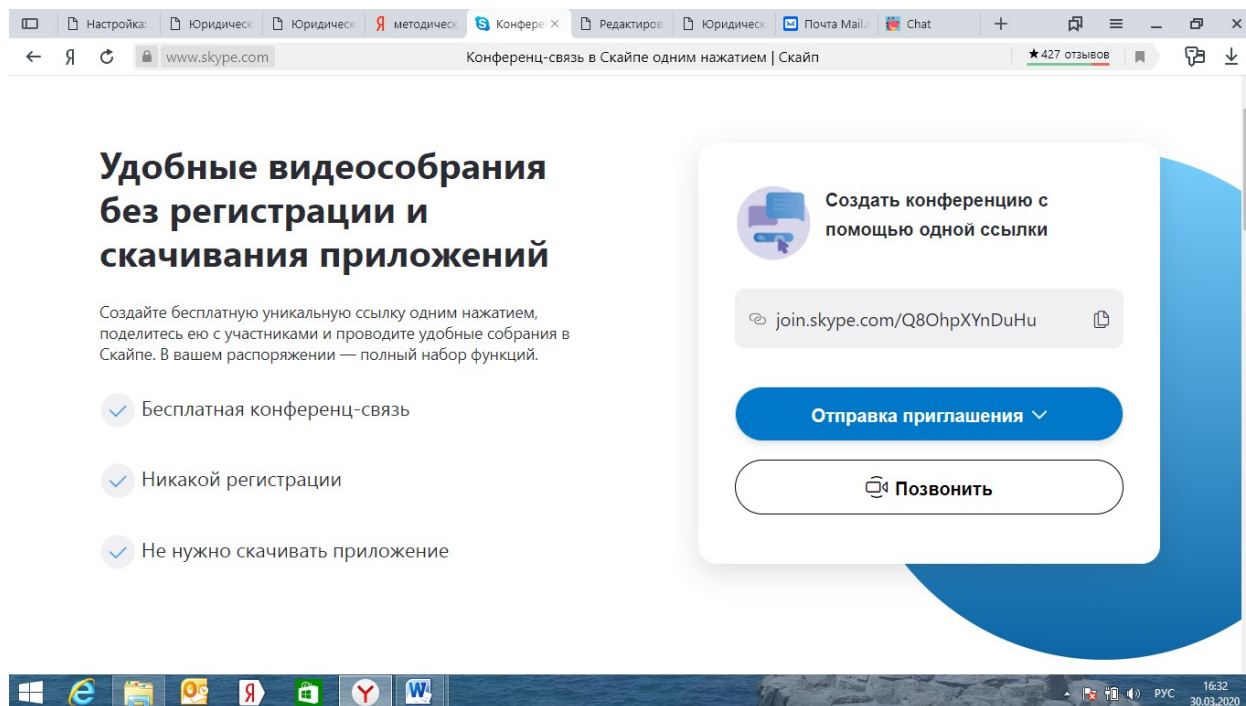 Настройка:
Юридическ
Юридическ
Я методическ
Конфере
Редактиров
Юридическ
Почта Mail.
Chat
Я
www.skype.com
Конференц-связь в Скайпе одним нажатием | Скайп
★427 отзывов
Удобные видеособрания
без регистрации и
скачивания приложений
Создайте бесплатную уникальную ссылку одним нажатием,
поделитесь ею с участниками и проводите удобные собрания в
Скайпе. В вашем распоряжении — полный набор функций.
Бесплатная конференц-связь
Никакой регистрации
Не нужно скачивать приложение
Создать конференцию с
помощью одной ссылки
join.skype.com/Q8OhpXYnDuHu
Отправка приглашения
Позвонить
РУС
16:32
30.03.2020